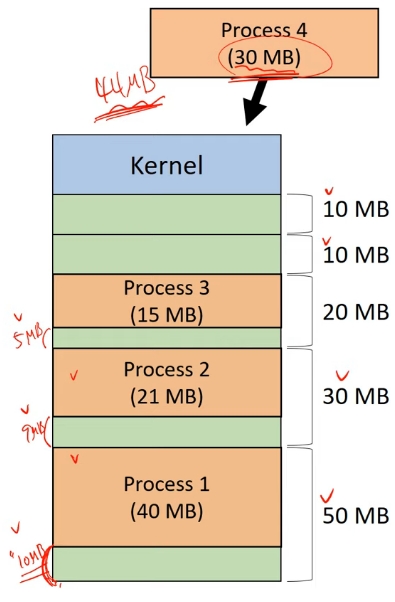 Process 4
(30 MB)
44MB
Kernel
10 MB
10 MB
Process 3
(15 MB)
20 MB
5MB
Process 2
(21 MB)
30 MB
9MB
Process 1
(40 MB)
50 MB
10MB